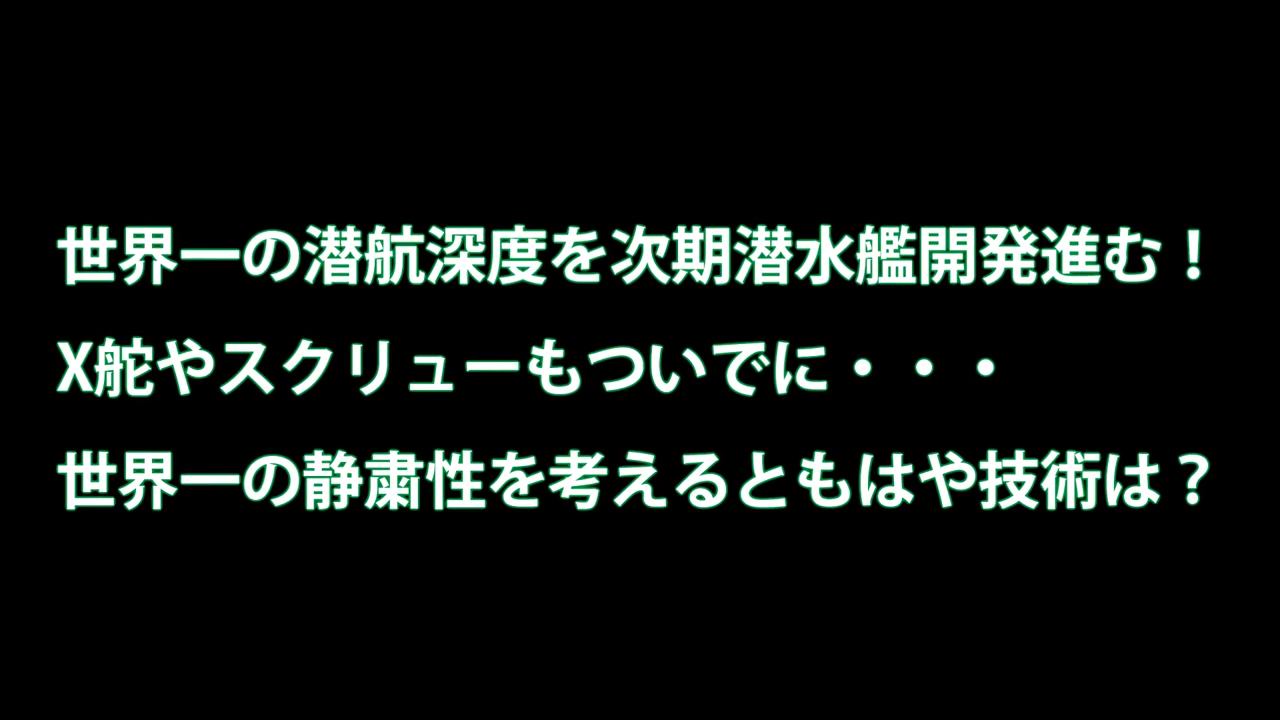 世界一の潜航深度を次期潜水艦開発進む！
X舵やスクリューもついでに・・・
世界一の静粛性を考えるともはや技術は？